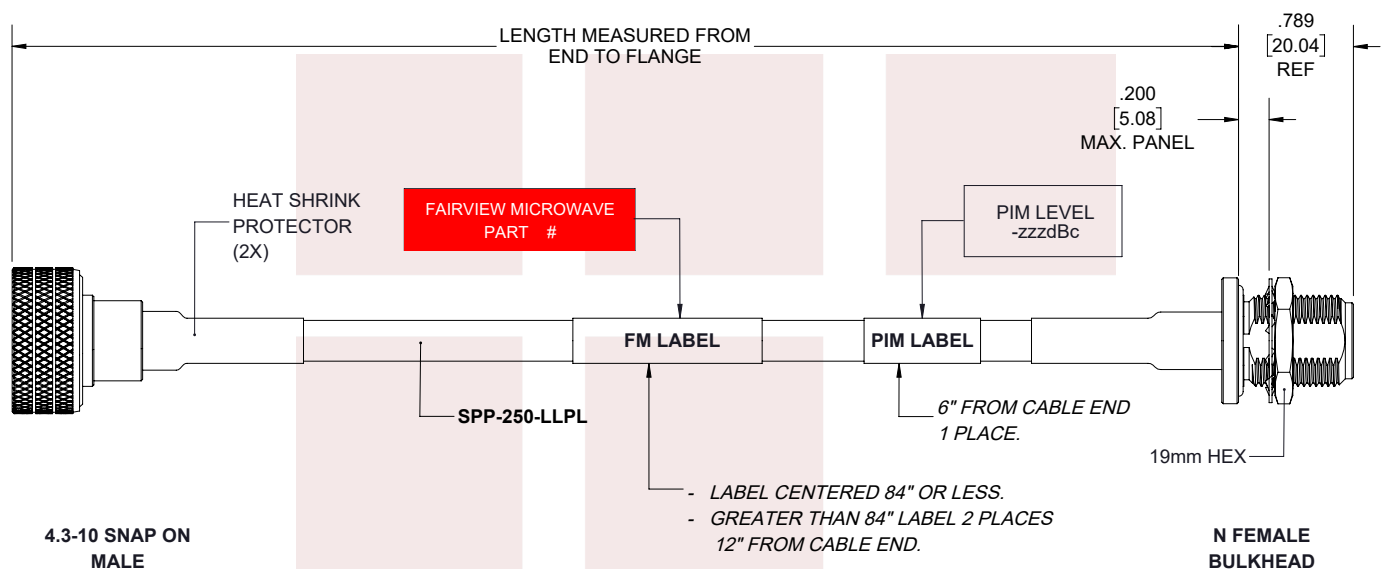 LENGTH MEASURED FROM
END TO FLANGE
.789
[20.04]
REF
.200
[5.08]
MAX. PANEL
HEAT SHRINK
PROTECTOR
(2X)
FAIRVIEW MICROWAVE
PART #
PIM LEVEL
-zzzdBc
FM LABEL
PIM LABEL
SPP-250-LLPL
6" FROM CABLE END
1 PLACE.
19mm HEX
- LABEL CENTERED 84" OR LESS.
- GREATER THAN 84" LABEL 2 PLACES
12" FROM CABLE END.
4.3-10 SNAP ON
MALE
N FEMALE
BULKHEAD